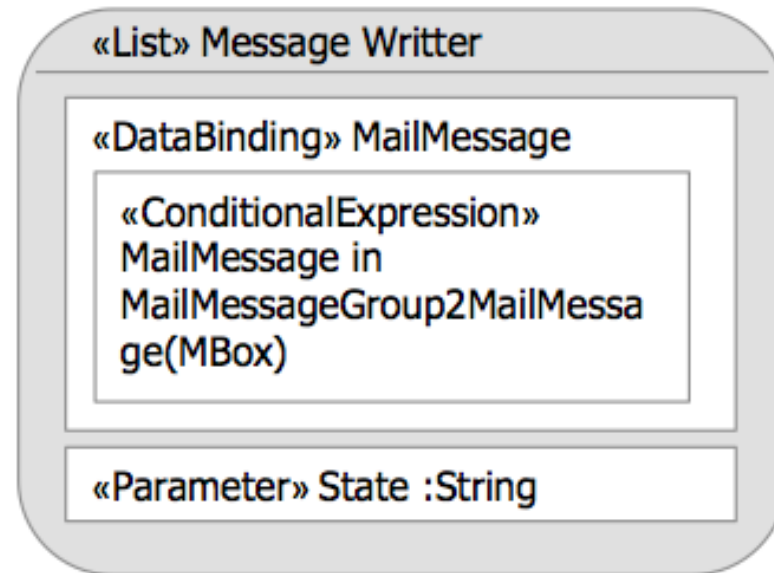 «List» Message Writter
«DataBinding» MailMessage
«ConditionalExpression»
MailMessage in
MailMessageGroup2MailMessa
ge(MBox)
«Parameter» State :String